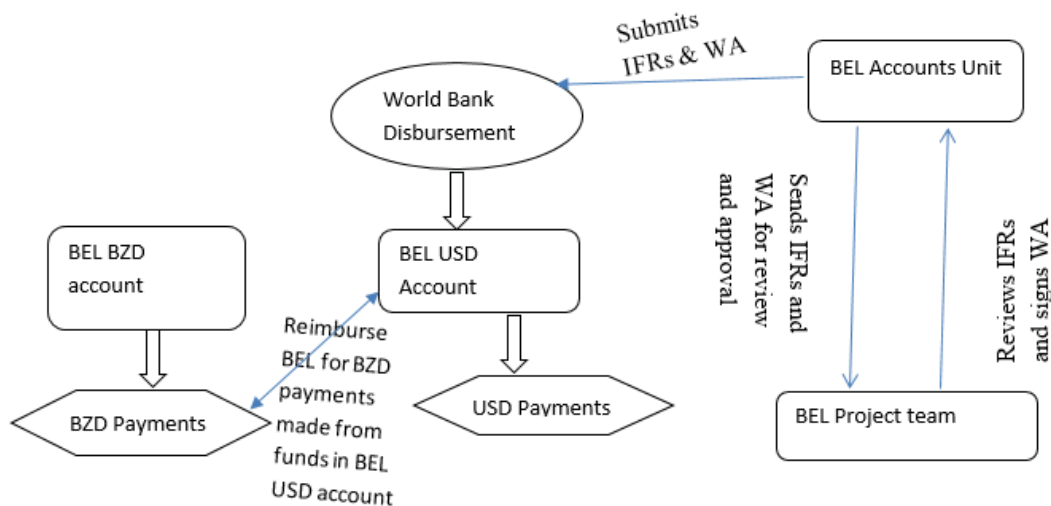 Submits
IFRs & WA
BEL Accounts Unit
World Bank
Disbursement
Sends IFRs and
WA for review
and approval
Reviews IFRs
and signs WA
BEL BZD
account
BEL USD
Account
Reimburse
BEL for BZD
payments
made from
funds in BEL
USD account
BZD Payments
USD Payments
BEL Project team